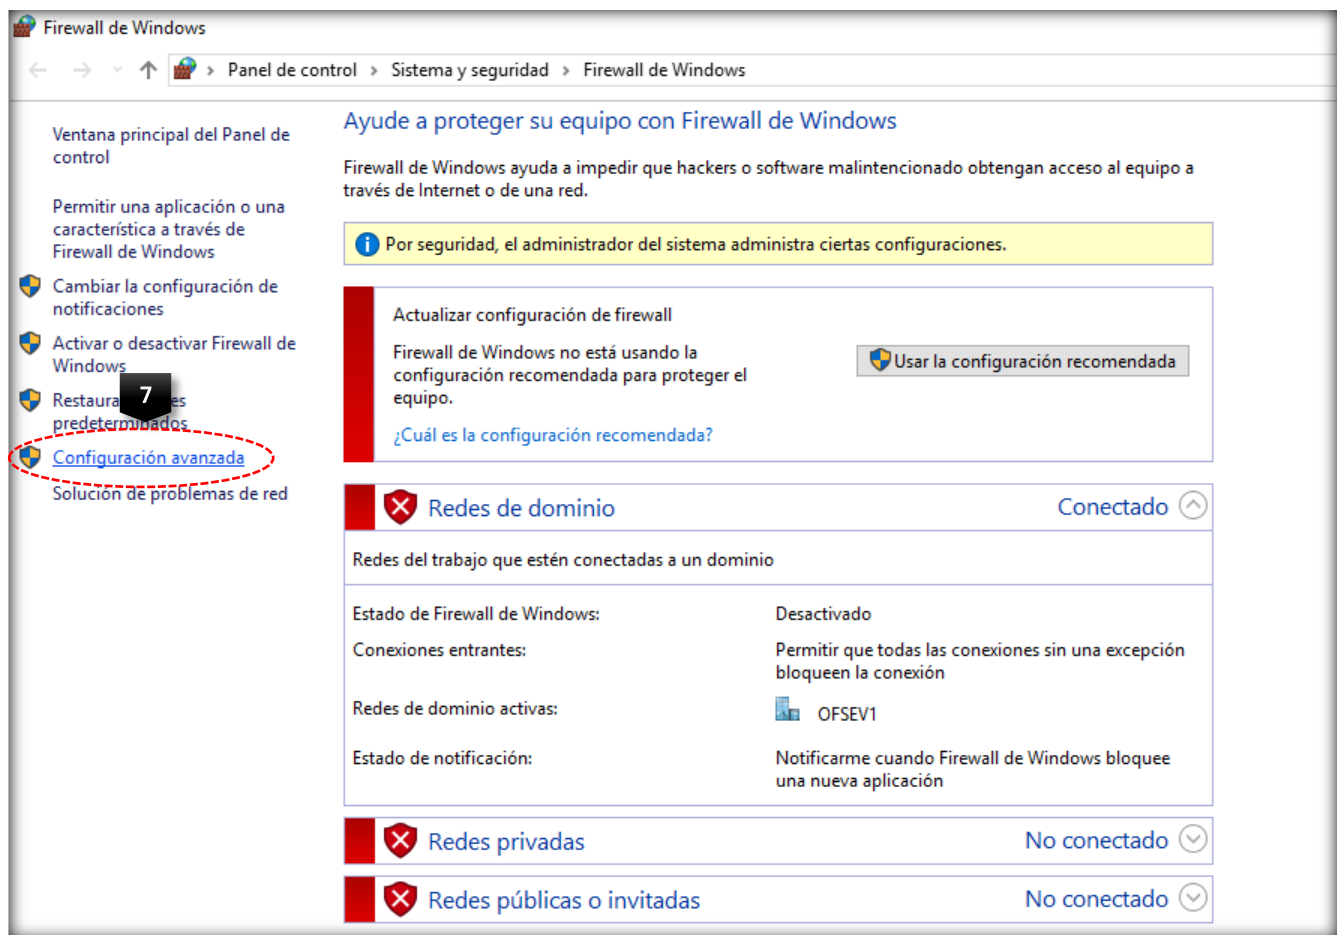 Firewall de Windows
Panel de control › Sistema y seguridad › Firewall de Windows
Ventana principal del Panel de
control
Permitir una aplicación o una
característica a través de
Firewall de Windows
Cambiar la configuración de
notificaciones
Activar o desactivar Firewall de
Windows
7
predeterminados
Configuración avanzada
Solución de problemas de red
Ayude a proteger su equipo con Firewall de Windows
Firewall de Windows ayuda a impedir que hackers o software malintencionado obtengan acceso al equipo a
través de Internet o de una red.
Por seguridad, el administrador del sistema administra ciertas configuraciones.
Actualizar configuración de firewall
Firewall de Windows no está usando la
configuración recomendada para proteger el
equipo.
Usar la configuración recomendada
¿Cuál es la configuración recomendada?
Redes de dominio Conectado
Redes del trabajo que estén conectadas a un dominio
Estado de Firewall de Windows: Desactivado
Conexiones entrantes: Permitir que todas las conexiones sin una excepción
bloqueen la conexión
Redes de dominio activas: OFSEV1
Estado de notificación: Notificarme cuando Firewall de Windows bloquee
una nueva aplicación
Redes privadas No conectado
Redes públicas o invitadas No conectado